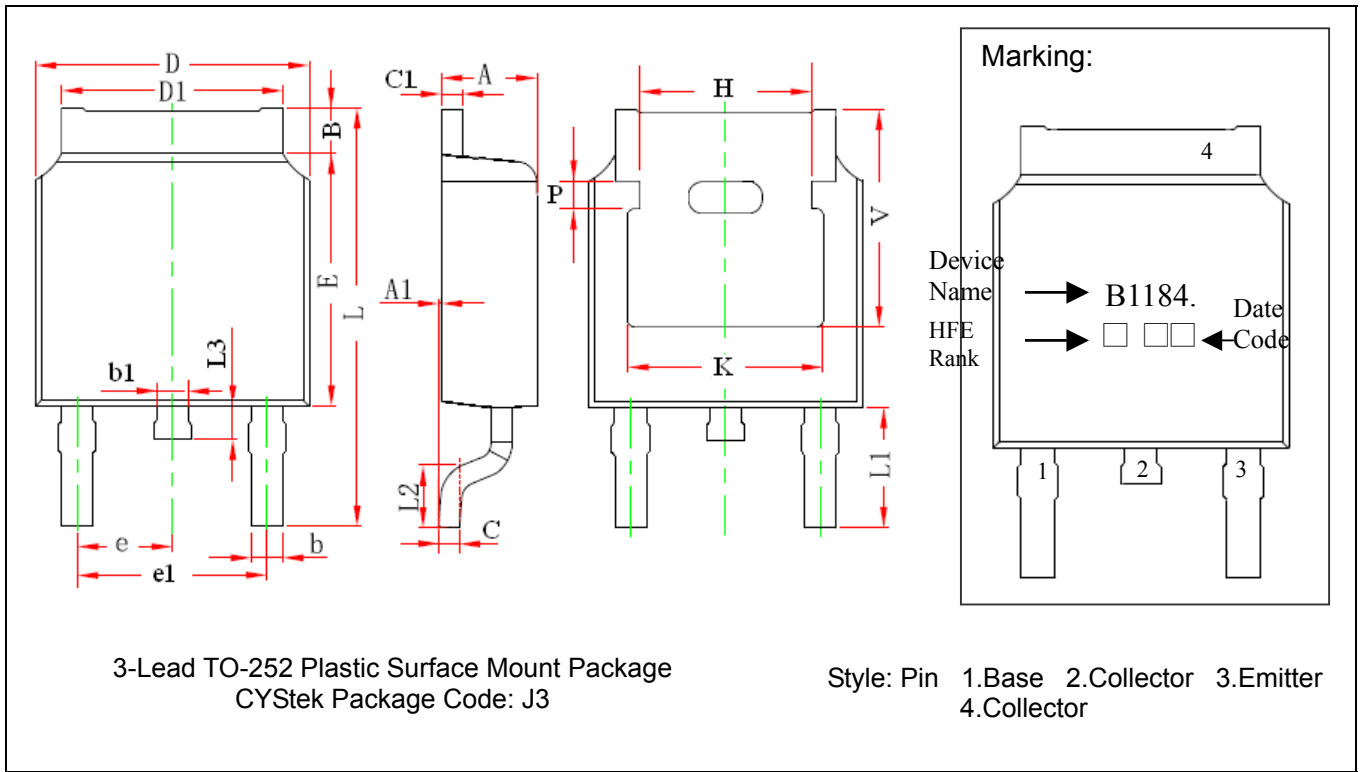 D
D1
B
E
L
L3
b1
e
e1
b
C1
A
A1
L2
C
H
P
V
K
L1
Marking:
4
Device
Name
B1184.
HFE
Rank
Date
Code
1
2
3
3-Lead TO-252 Plastic Surface Mount Package
CYStek Package Code: J3
Style: Pin 1.Base 2.Collector 3.Emitter
4.Collector